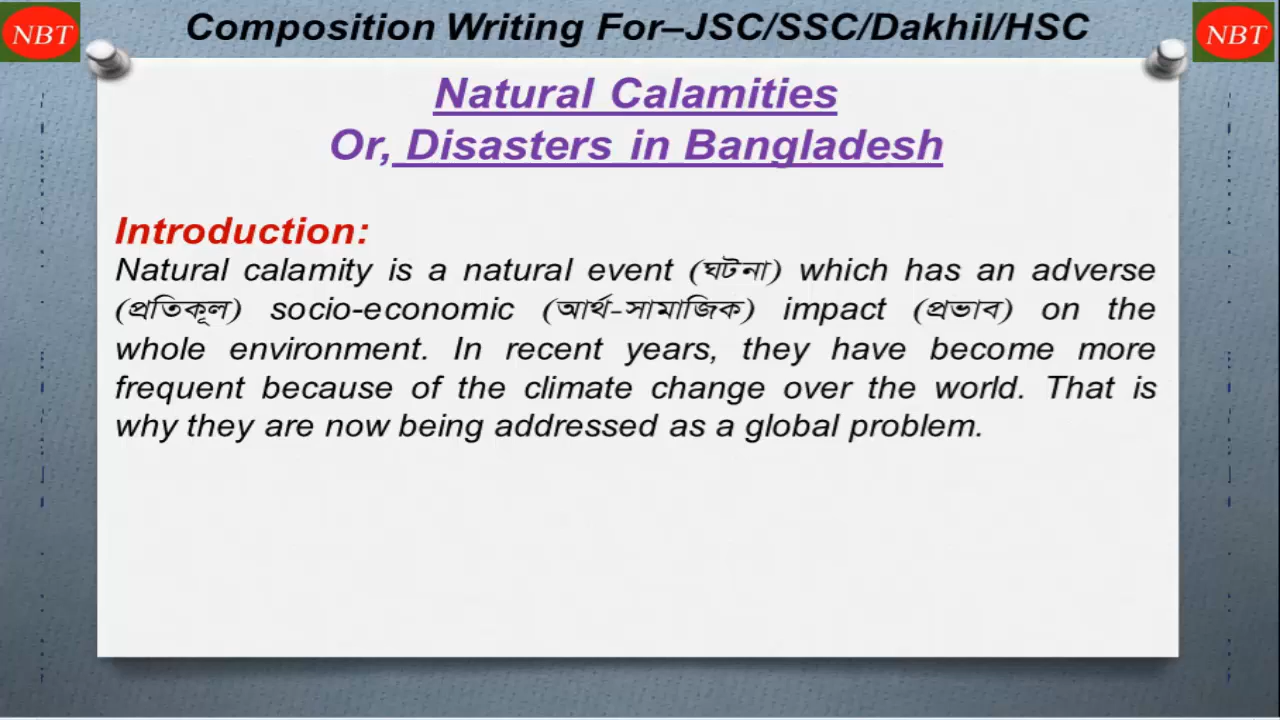 Composition Writing For–JSC/SSC/Dakhil/HSC
NBT
NBT
Natural Calamities
Or, Disasters in Bangladesh
Introduction:
Natural calamity is a natural event (ঘটনা) which has an adverse
(প্রতিকূল) socio-economic (আর্থ-সামাজিক) impact (প্রভাব) on the
whole environment. In recent years, they have become more
frequent because of the climate change over the world. That is
why they are now being addressed as a global problem.